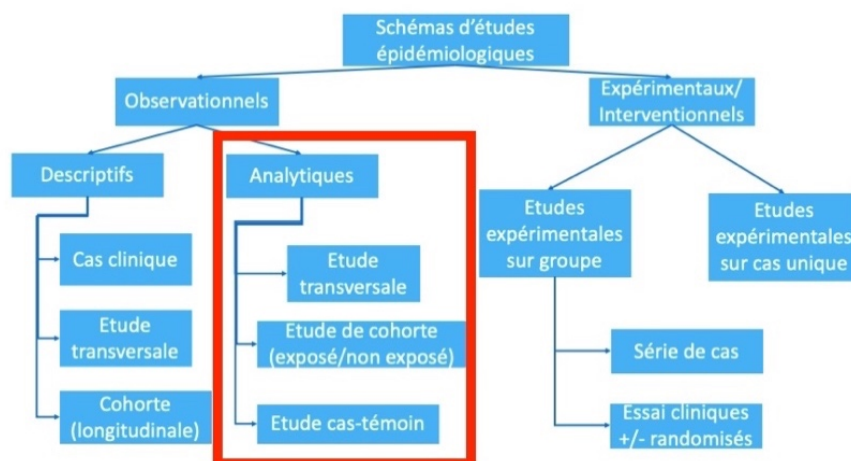 Schémas d'études
épidémiologiques
Observationnels
Expérimentaux/
Interventionnels
Descriptifs
Analytiques
Cas clinique
Etude
transversale
Cohorte
(longitudinale)
Etude
transversale
Etude de cohorte
(exposé/non exposé)
Etude cas-témoin
Etudes
expérimentales
sur groupe
Etudes
expérimentales
sur cas unique
Série de cas
Essai cliniques
+/- randomisés